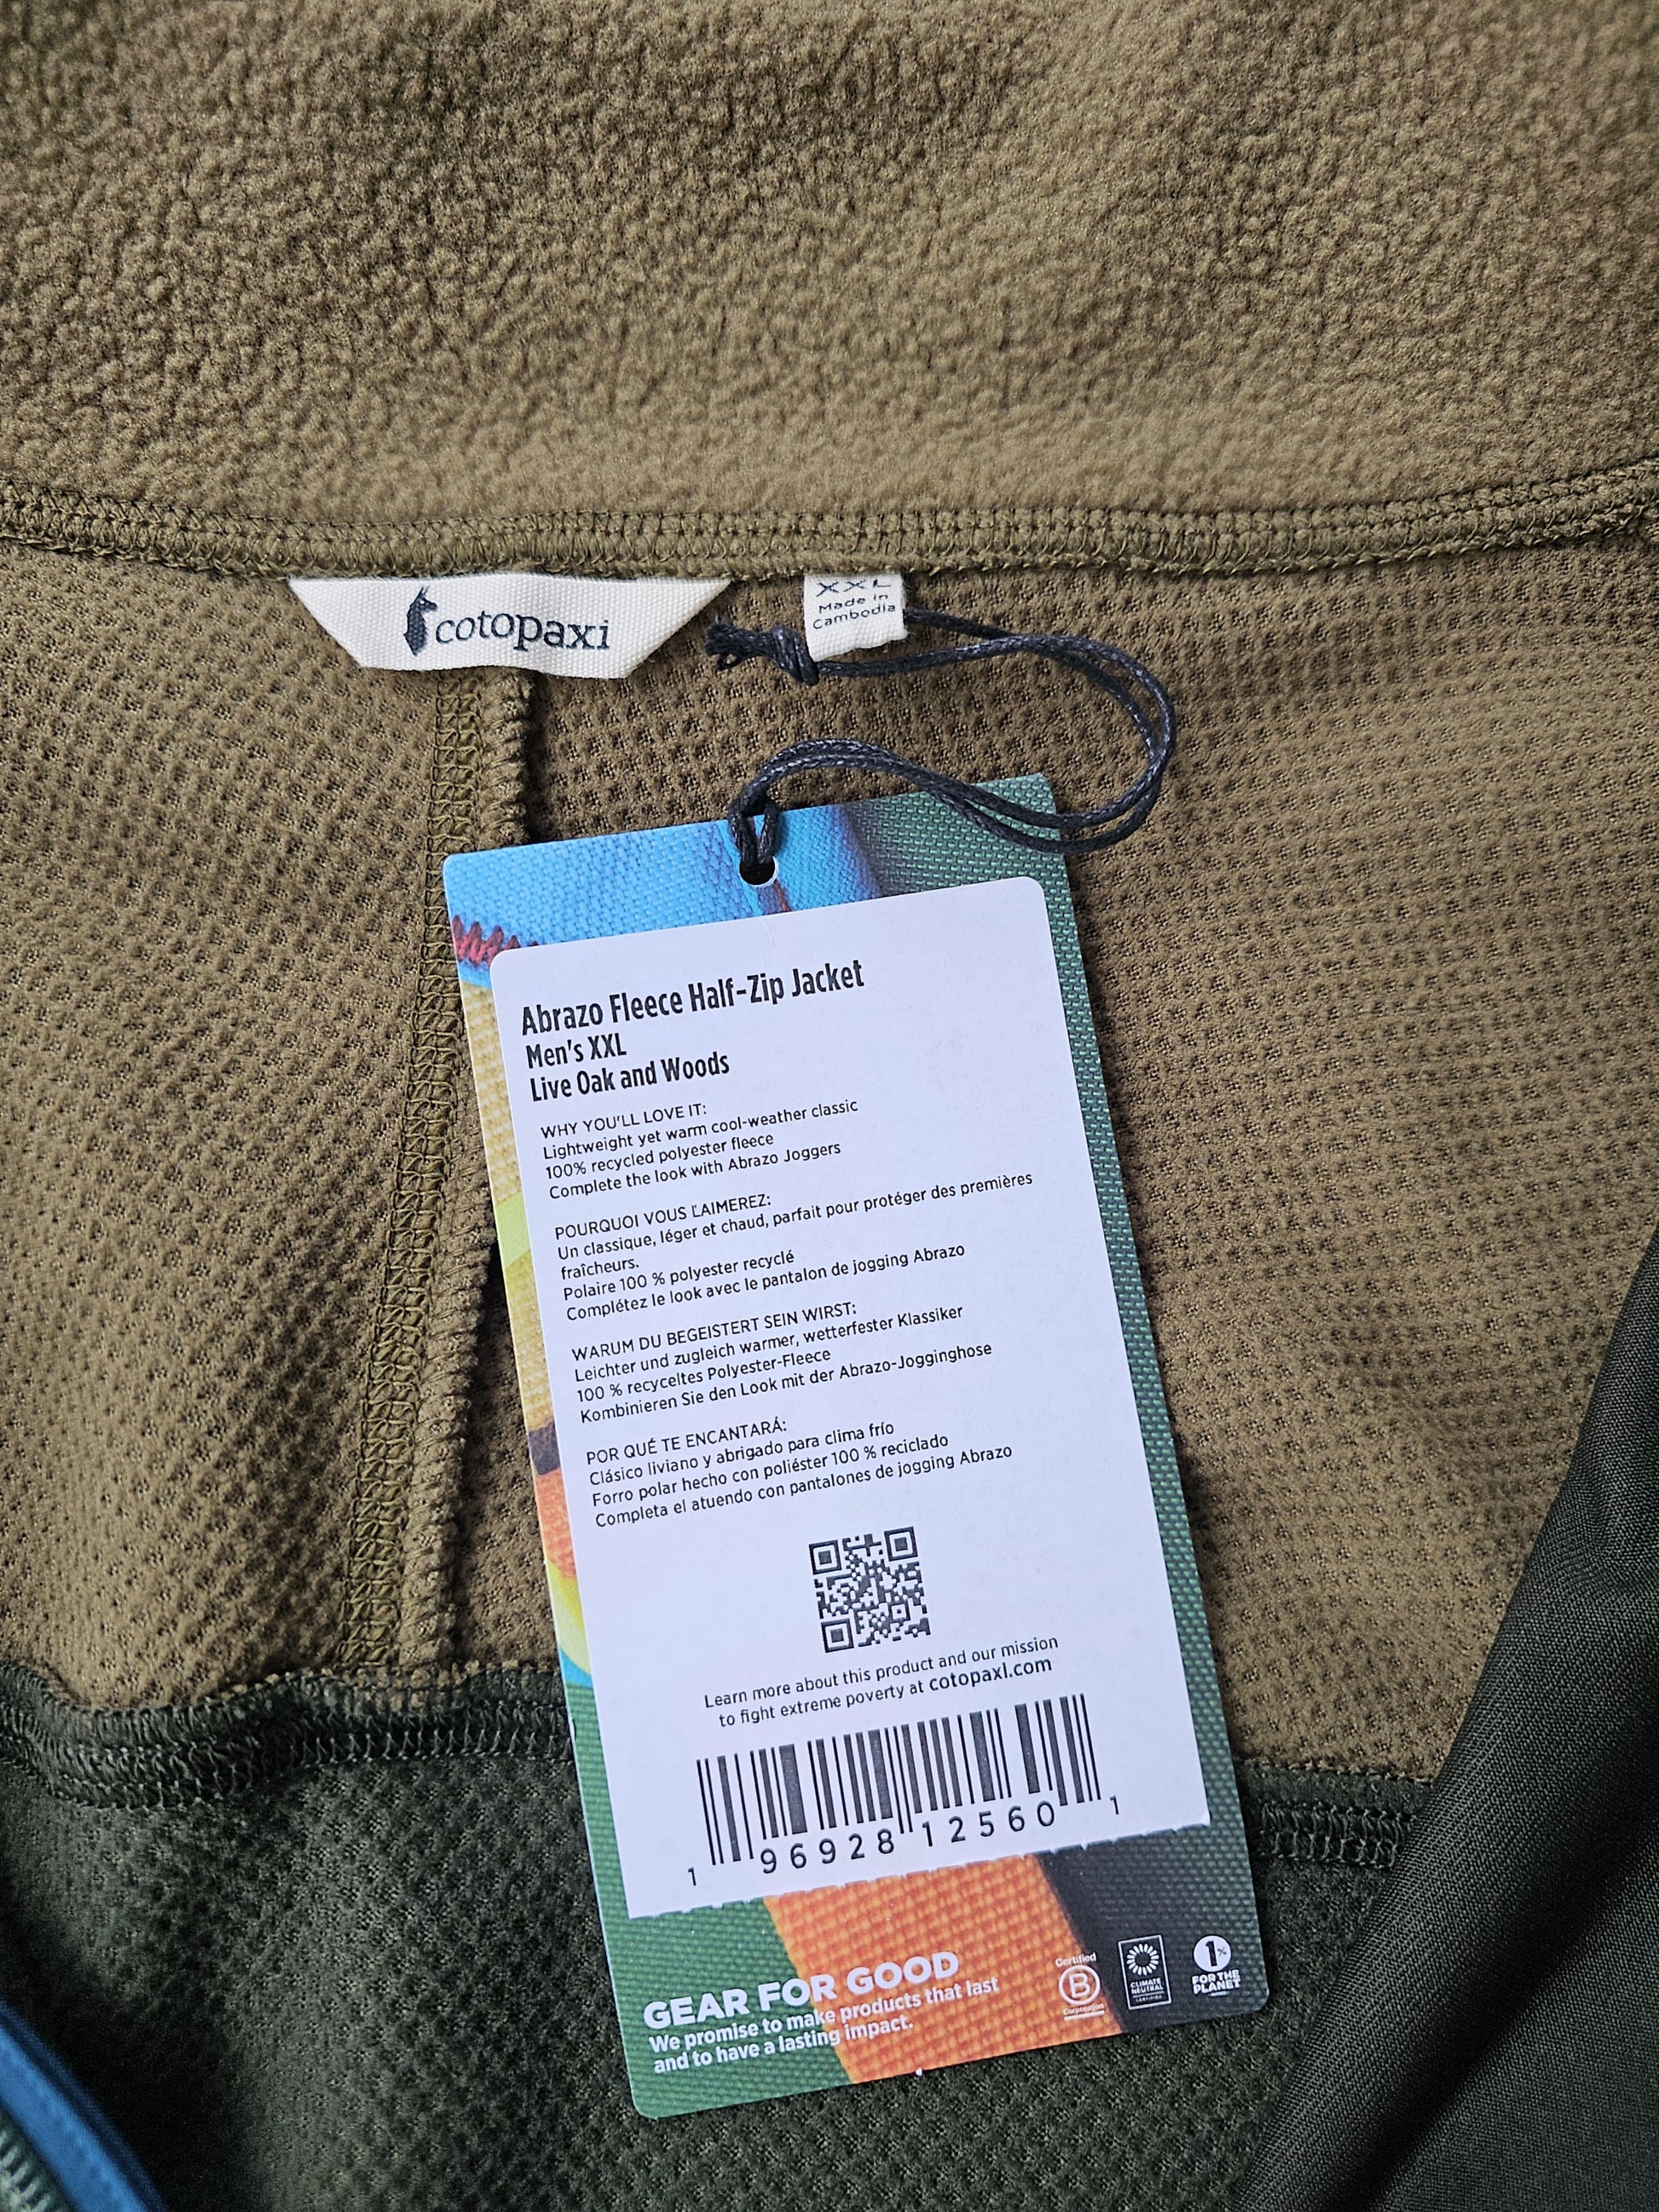 cotopaxi
XXL
Made in
Cambodia
Abrazo Fleece Half-Zip Jacket
Men's XXL
Live Oak and Woods
WHY YOU'LL LOVE IT:
Lightweight yet warm cool-weather classic
100% recycled polyester fleece
Complete the look with Abrazo Joggers
POURQUOI VOUS L'AIMEREZ:
Un classique, léger et chaud, parfait pour protéger des premières
fraîcheurs.
Polaire 100 % polyester recyclé
Complétez le look avec le pantalon de jogging Abrazo
WARUM DU BEGEISTERT SEIN WIRST:
Leichter und zugleich warmer, wetterfester Klassiker
100 % recyceltes Polyester-Fleece
Kombinieren Sie den Look mit der Abrazo-Jogginghose
POR QUÉ TE ENCANTARÁ:
Clásico liviano y abrigado para clima frío
Forro polar hecho con poliéster 100 % reciclado
Completa el atuendo con pantalones de jogging Abrazo
Learn more about this product and our mission
to fight extreme poverty at cotopaxi.com
1 96928 12560 1
GEAR FOR GOOD
We promise to make products that last
and to have a lasting impact.
Certified
B
Corporation
CLIMATE
NEUTRAL
CERTIFIED
1%
FOR THE
PLANET